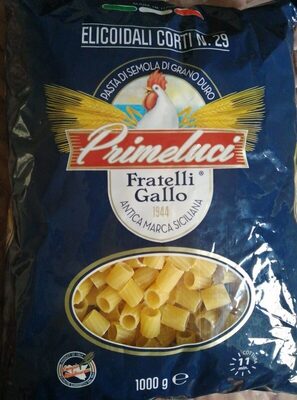 ELICOIDALI CORTI N. 29
PASTA DI SEMOLA DI GRANO DURO
Primeluci
Fratelli
Gallo ®
1944
ANTICA MARCA SICILIANA
11
1000 g ℮